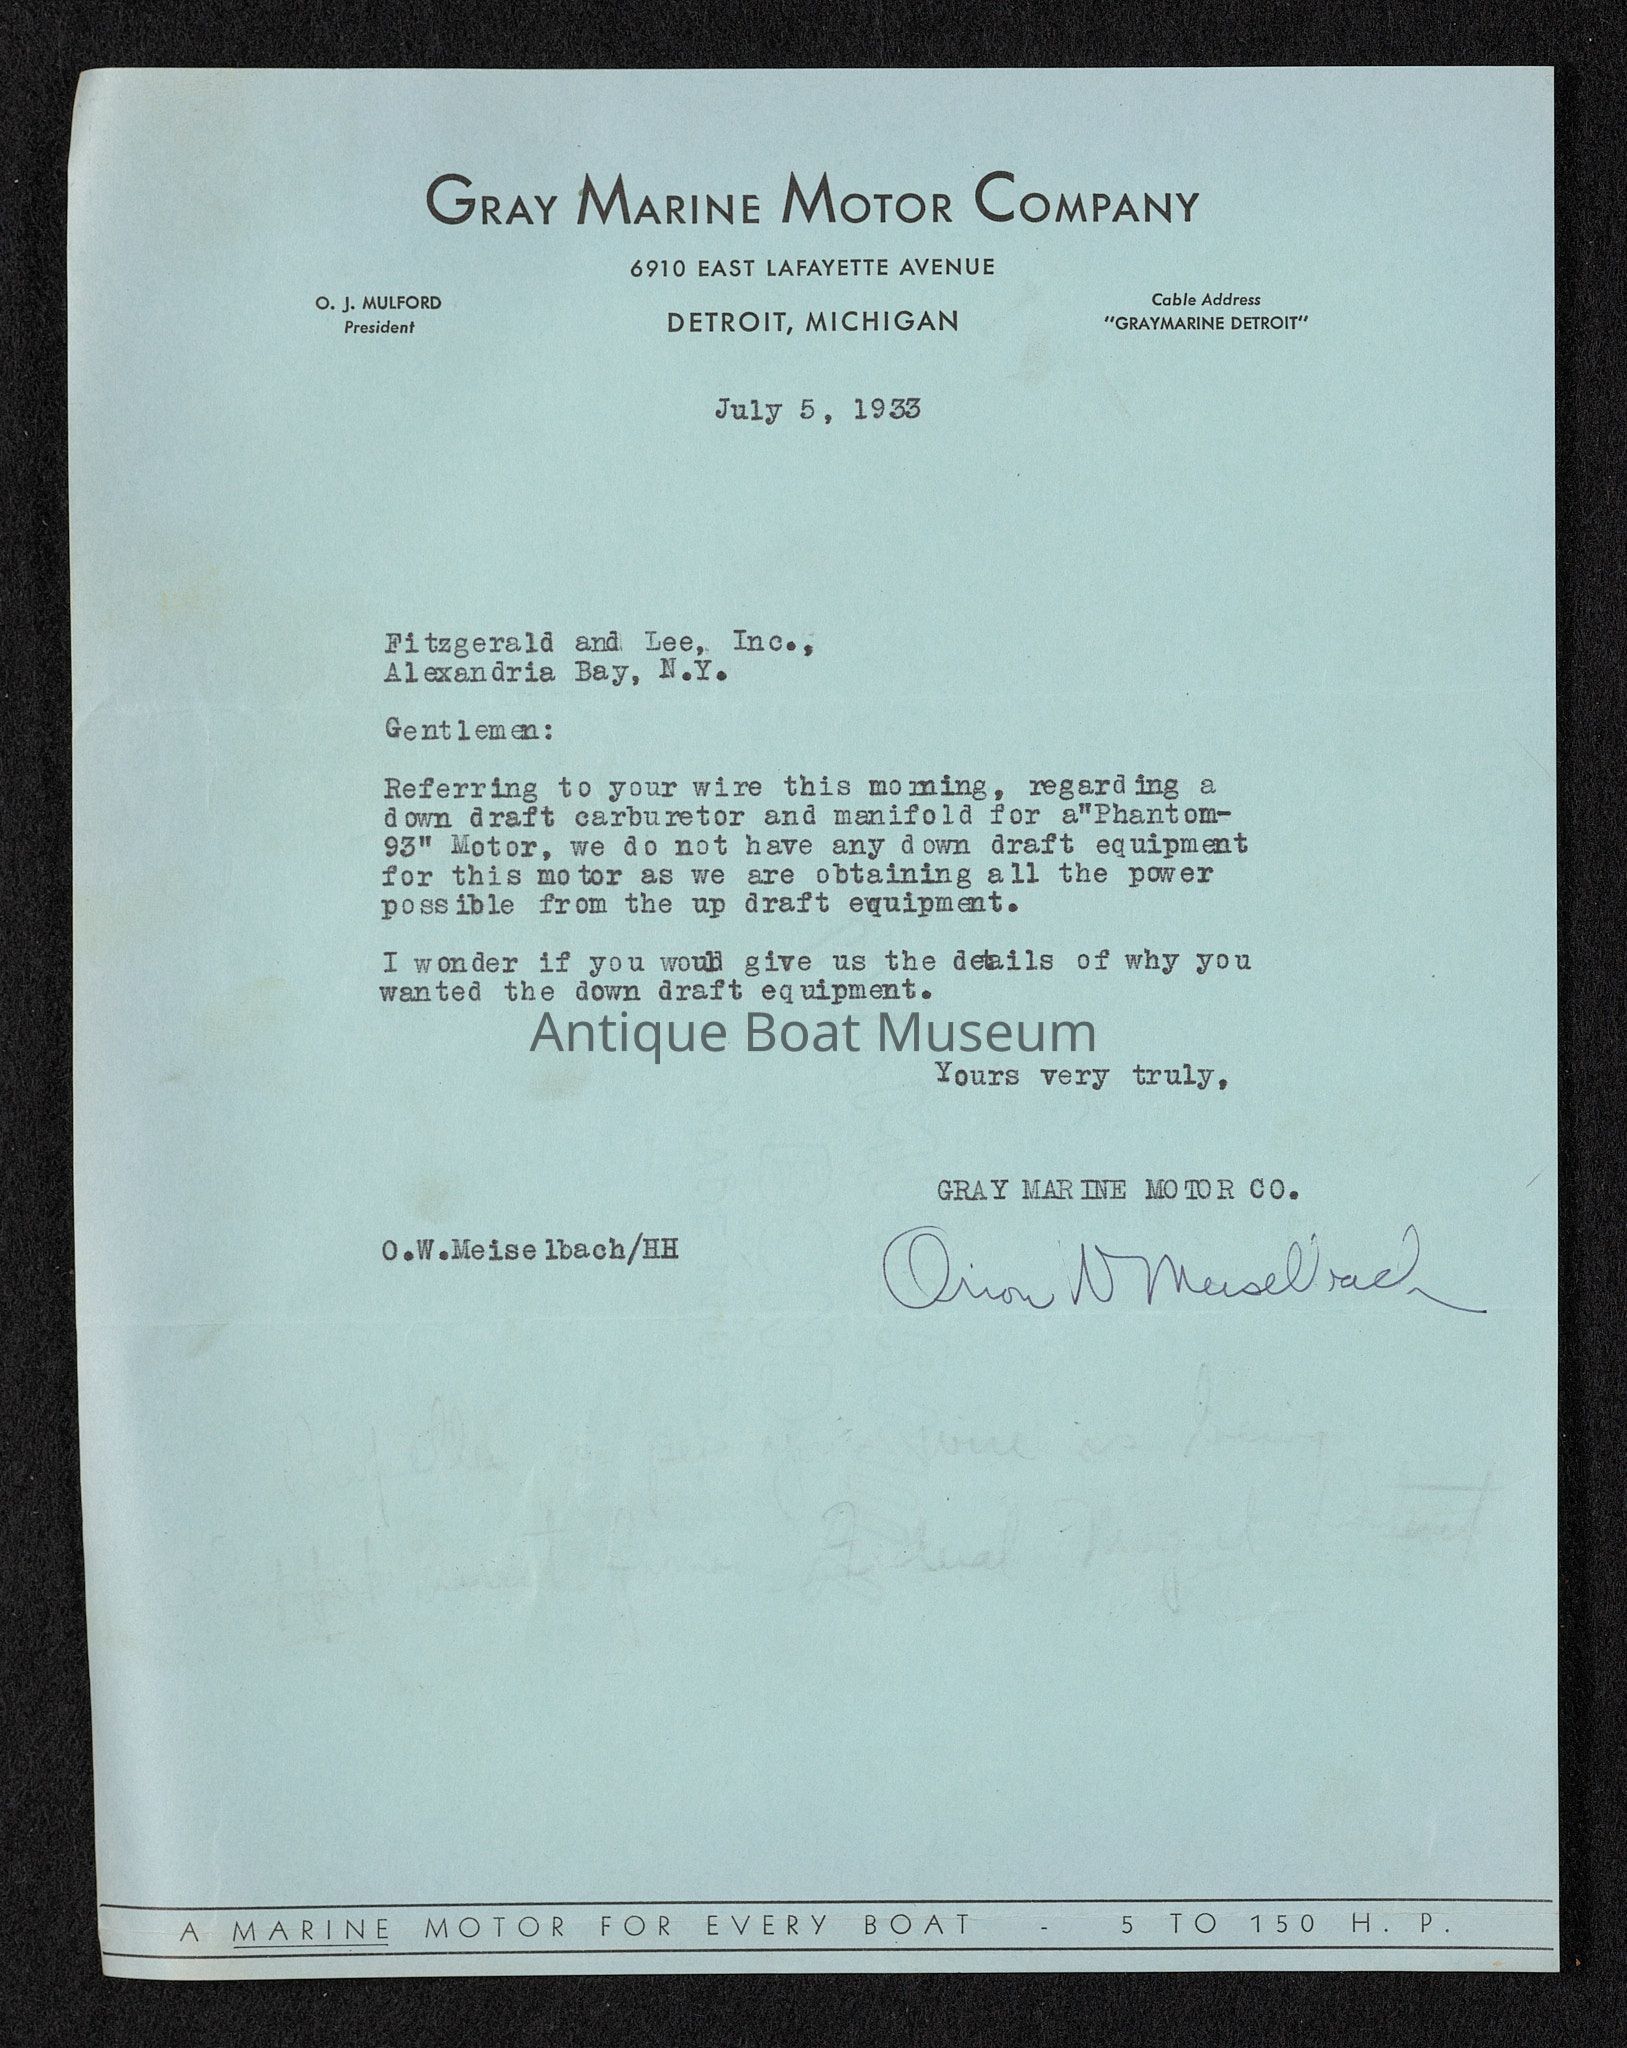 GRAY MARINE MOTOR COMPANY
6910 EAST LAFAYETTE AVENUE
O. J. MULFORD
President
DETROIT, MICHIGAN
Cable Address
"GRAYMARINE DETROIT"
July 5, 1933
Fitzgerald and Lee, Inc.,
Alexandria Bay, N.Y.
Gentlemen:
Referring to your wire this morning, regarding a
down draft carburetor and manifold for a"Phantom-
93" Motor, we do not have any down draft equipment
for this motor as we are obtaining all the power
possible from the up draft equipment.
I wonder if you would give us the details of why you
wanted the down draft equipment.
Antique Boat Museum
Yours very truly,
GRAY MARINE MOTOR CO.
O.W.Meiselbach/HH
Orion W Meiselbach
A MARINE MOTOR FOR EVERY BOAT - 5 TO 150 H. P.